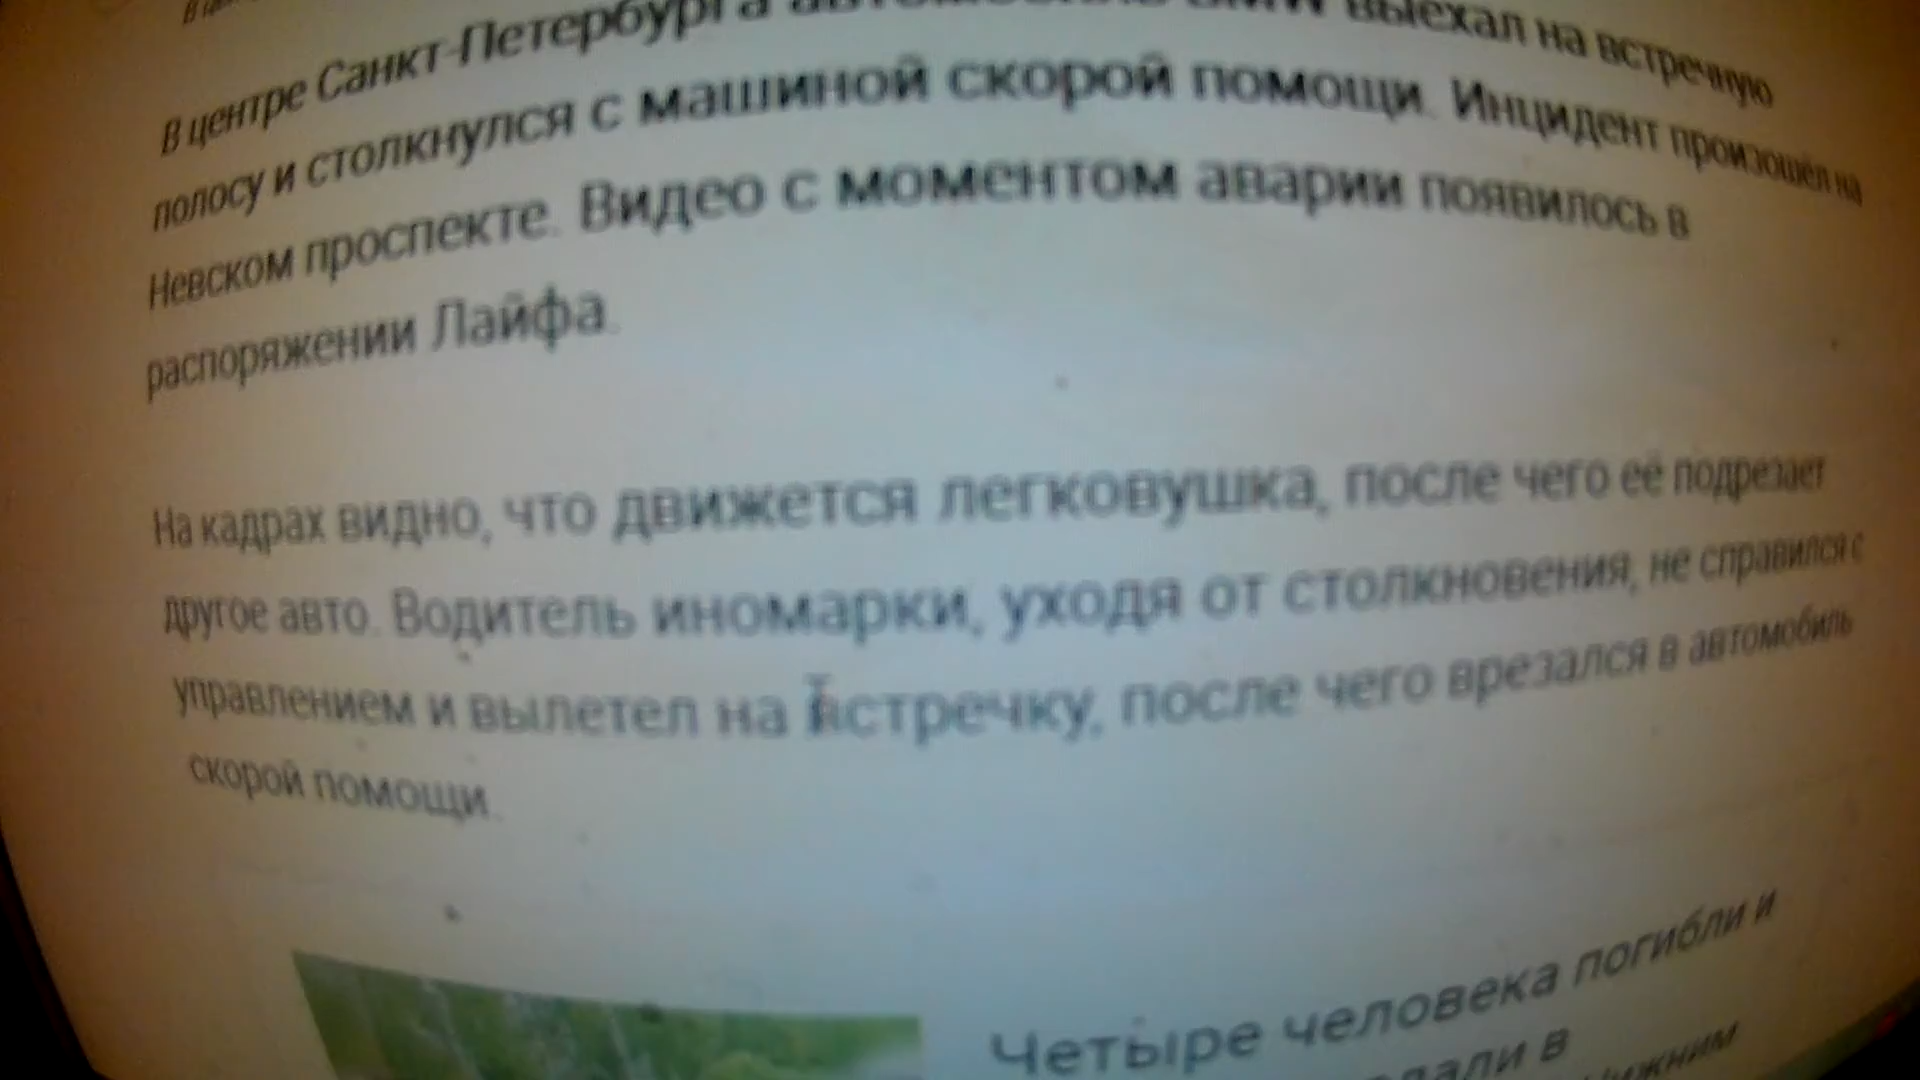 В центре Санкт-Петербурга автомобиль BMW выехал на встречную
полосу и столкнулся с машиной скорой помощи. Инцидент произошёл на
Невском проспекте. Видео с моментом аварии появилось в
распоряжении Лайфа.
На кадрах видно, что движется легковушка, после чего её подрезает
другое авто. Водитель иномарки, уходя от столкновения, не справился с
управлением и вылетел на встречку, после чего врезался в автомобиль
скорой помощи.
Четыре человека погибли и
в